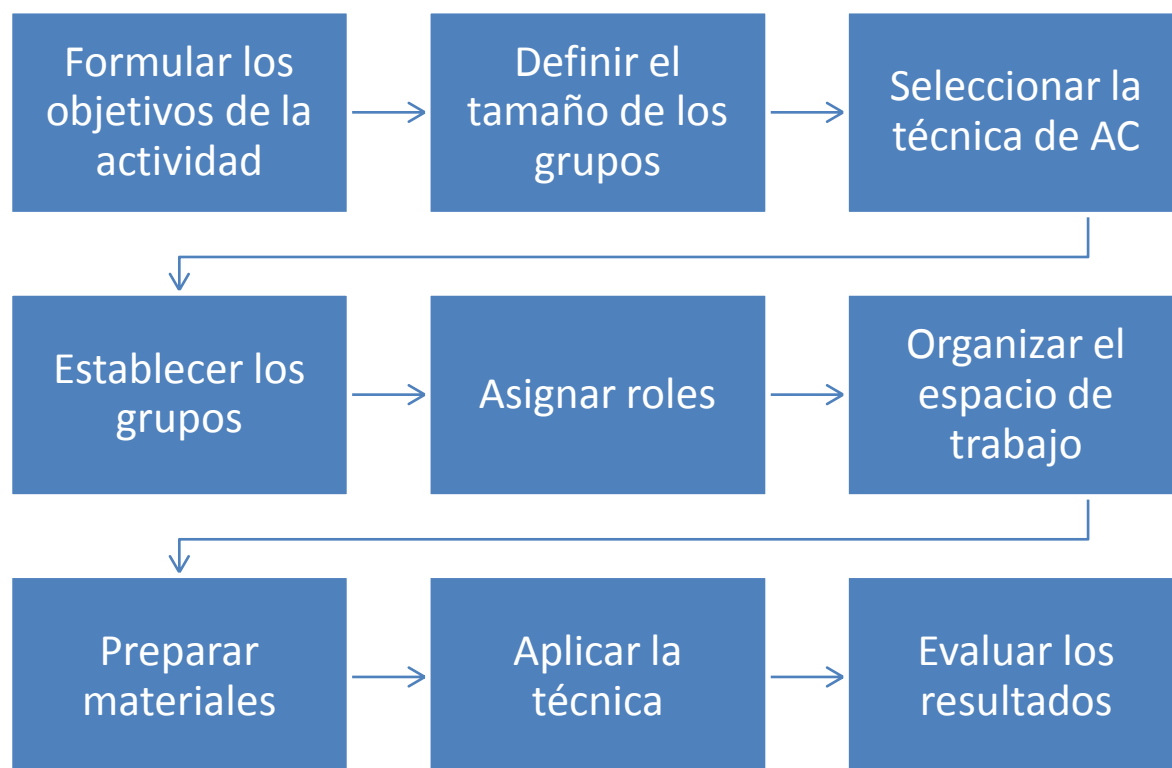 Formular los
objetivos de la
actividad
Definir el
tamaño de los
grupos
Seleccionar la
técnica de AC
Establecer los
grupos
Asignar roles
Organizar el
espacio de
trabajo
Preparar
materiales
Aplicar la
técnica
Evaluar los
resultados